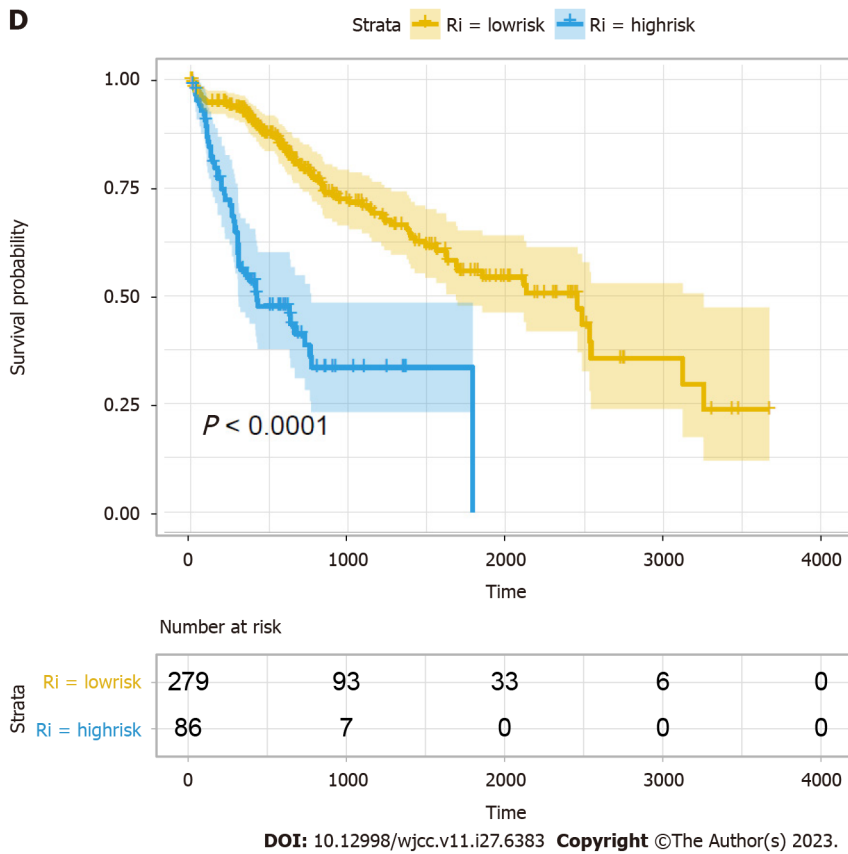 D
Strata Ri = lowrisk Ri = highrisk
1.00
0.75
0.50
0.25
0.00
Survival probability
P < 0.0001
0 1000 2000 3000 4000
Time
Number at risk
Strata
Ri = lowrisk 279 93 33 6 0
Ri = highrisk 86 7 0 0 0
0 1000 2000 3000 4000
Time
DOI: 10.12998/wjcc.v11.i27.6383 Copyright ©The Author(s) 2023.